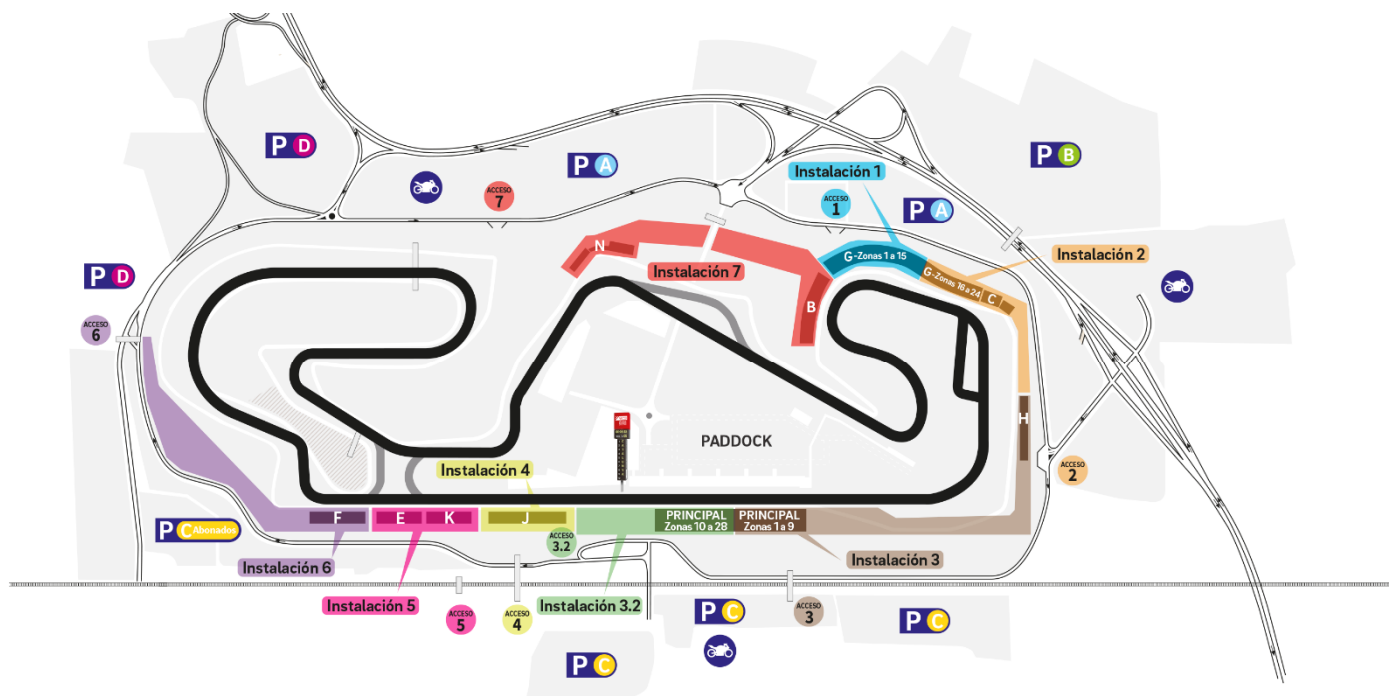 P D
P A
P B
ACCESO
7
Instalación 1
ACCESO
1
P A
N
G-Zonas 1 a 15
Instalación 2
P D
Instalación 7
G-Zonas 16 a 24
C
B
ACCESO
6
H
PADDOCK
Instalación 4
ACCESO
2
F
E
K
J
PRINCIPAL
Zonas 10 a 28
PRINCIPAL
Zonas 1 a 9
P C Abonados
ACCESO
3.2
Instalación 6
Instalación 3
Instalación 5
Instalación 3.2
ACCESO
5
ACCESO
4
P C
ACCESO
3
P C
P C